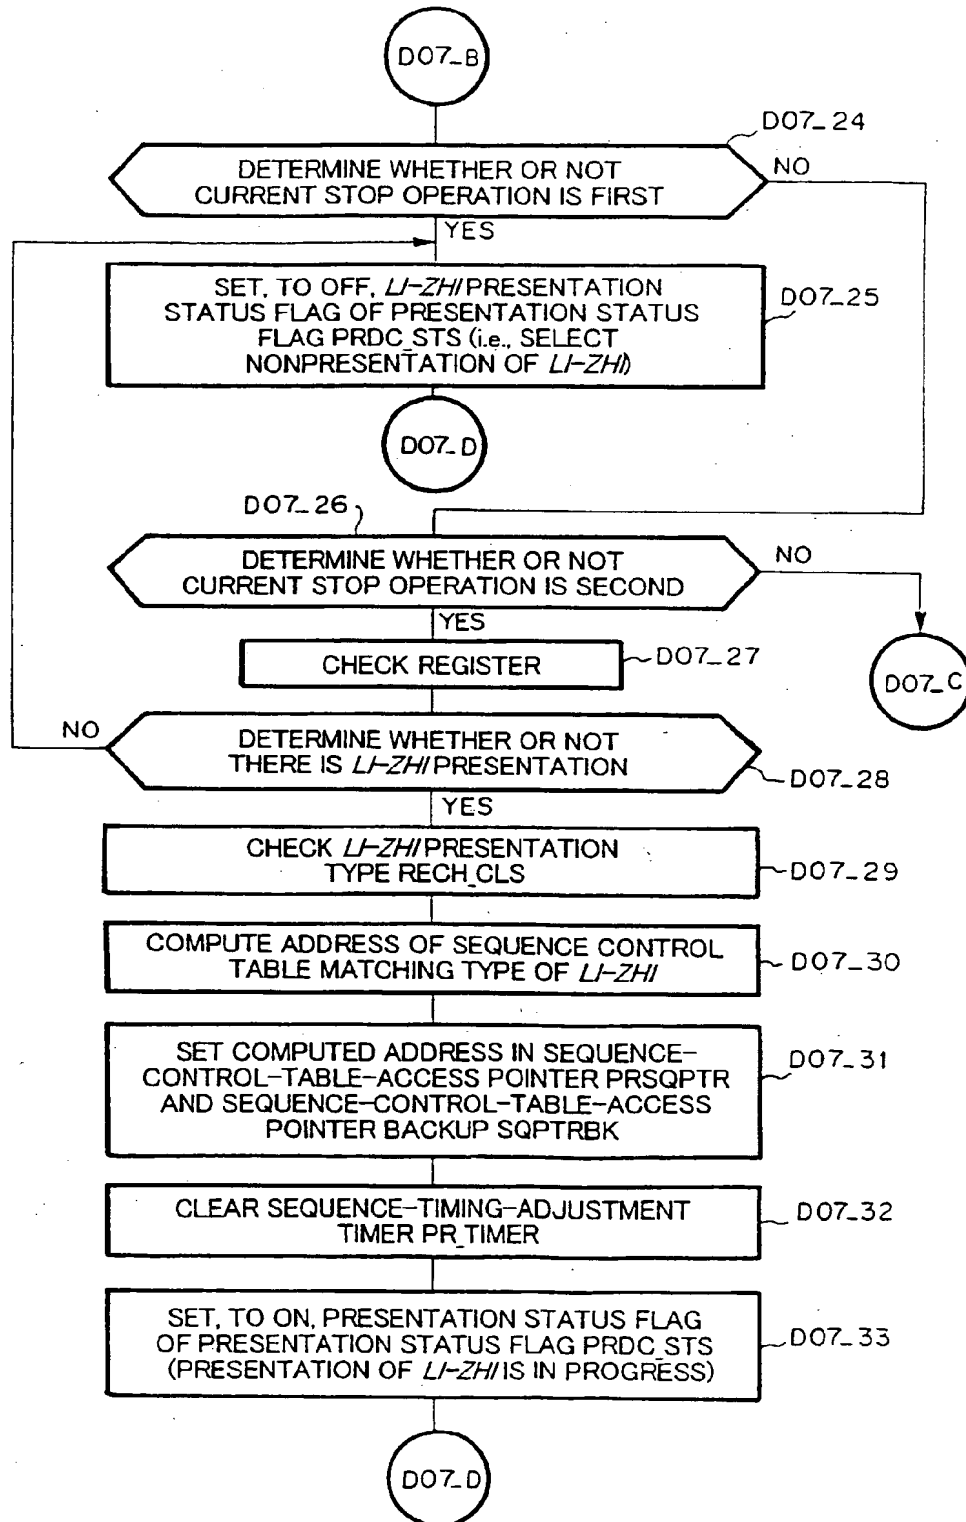 D07_B
D07_24
DETERMINE WHETHER OR NOT
CURRENT STOP OPERATION IS FIRST
NO
YES
SET, TO OFF, LI-ZHI PRESENTATION
STATUS FLAG OF PRESENTATION STATUS
FLAG PRDC_STS (i.e., SELECT
NONPRESENTATION OF LI-ZHI)
D07_25
D07_D
D07_26
DETERMINE WHETHER OR NOT
CURRENT STOP OPERATION IS SECOND
NO
YES
CHECK REGISTER
D07_27
D07_C
NO
DETERMINE WHETHER OR NOT
THERE IS LI-ZHI PRESENTATION
D07_28
YES
CHECK LI-ZHI PRESENTATION
TYPE RECH_CLS
D07_29
COMPUTE ADDRESS OF SEQUENCE CONTROL
TABLE MATCHING TYPE OF LI-ZHI
D07_30
SET COMPUTED ADDRESS IN SEQUENCE-
CONTROL-TABLE-ACCESS POINTER PRSQPTR
AND SEQUENCE-CONTROL-TABLE-ACCESS
POINTER BACKUP SQPTRBK
D07_31
CLEAR SEQUENCE-TIMING-ADJUSTMENT
TIMER PR_TIMER
D07_32
SET, TO ON, PRESENTATION STATUS FLAG
OF PRESENTATION STATUS FLAG PRDC_STS
(PRESENTATION OF LI-ZHI IS IN PROGRESS)
D07_33
D07_D